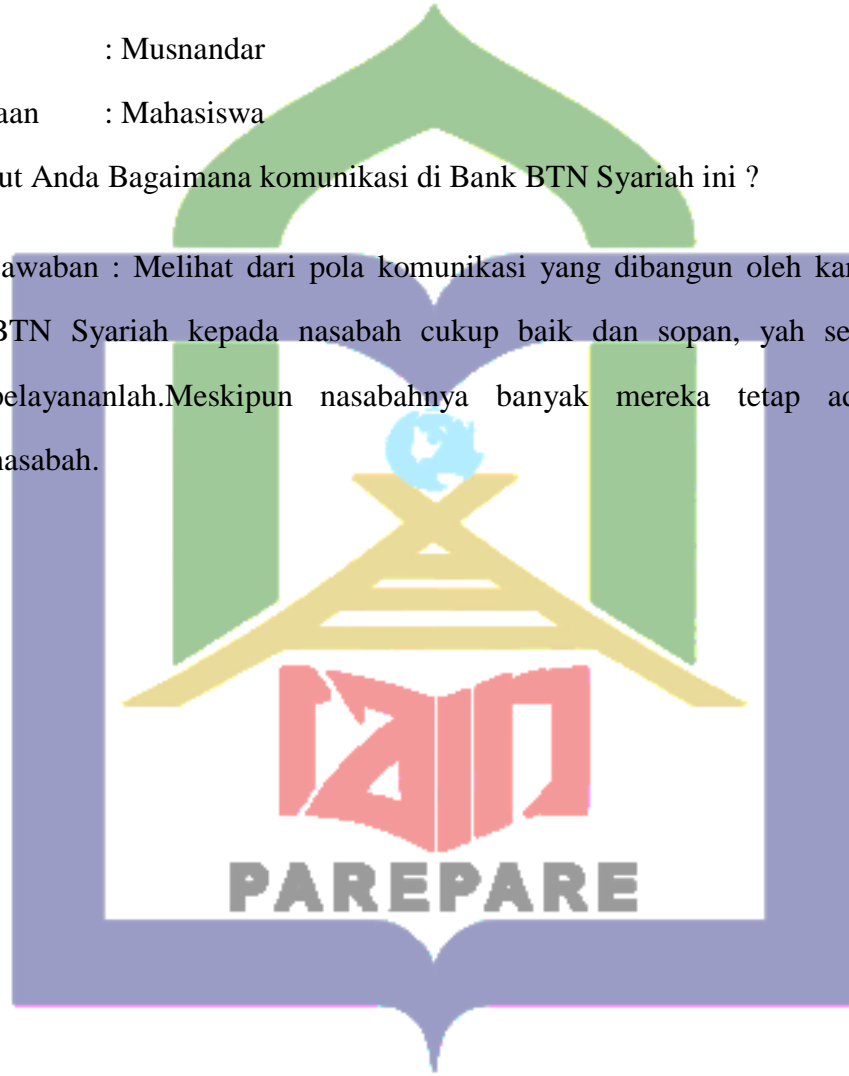 : Musnandar
aan : Mahasiswa
ut Anda Bagaimana komunikasi di Bank BTN Syariah ini ?
awaban : Melihat dari pola komunikasi yang dibangun oleh kar
BTN Syariah kepada nasabah cukup baik dan sopan, yah se
pelayananlah.Meskipun nasabahnya banyak mereka tetap ad
nasabah.
iain
PAREPARE